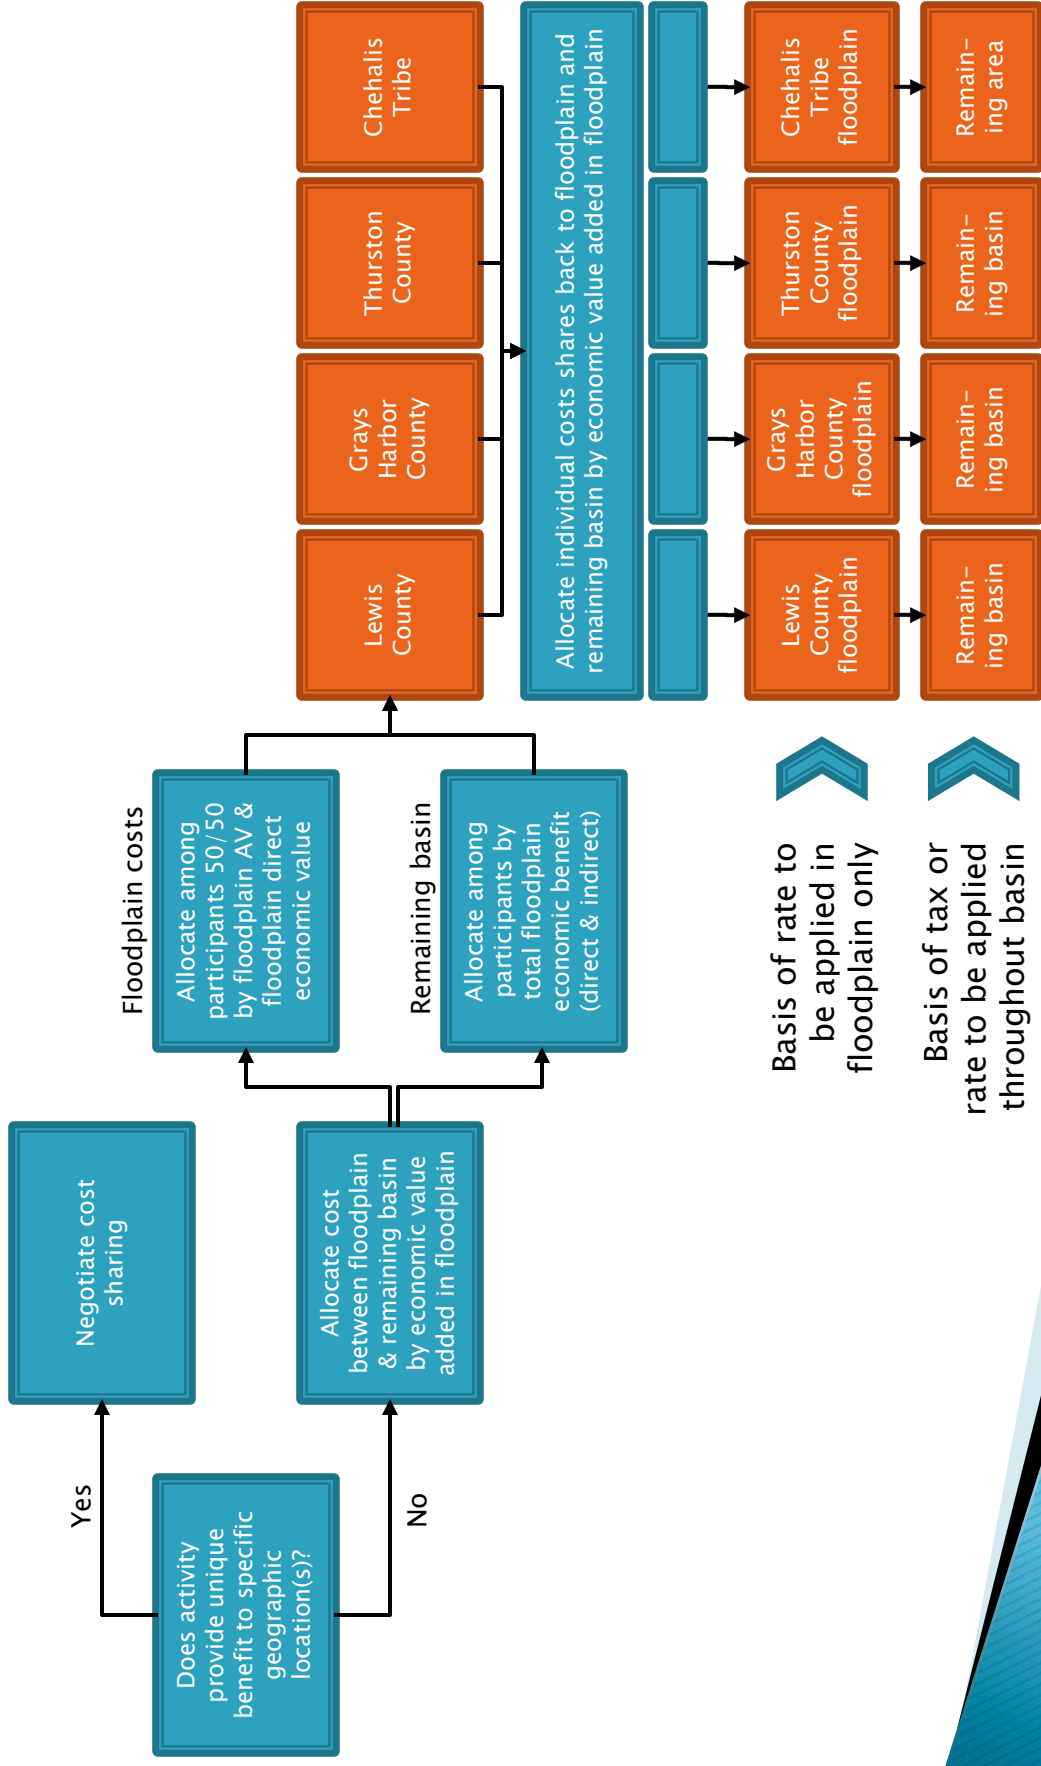 Does activity
provide unique
benefit to specific
geographic
location(s)?
Yes
No
Negotiate cost
sharing
Allocate cost
between floodplain
& remaining basin
by economic value
added in floodplain
Floodplain costs
Allocate among
participants 50/50
by floodplain AV &
floodplain direct
economic value
Remaining basin
Allocate among
participants by
total floodplain
economic benefit
(direct & indirect)
Lewis
County
Grays
Harbor
County
Thurston
County
Chehalis
Tribe
Allocate individual costs shares back to floodplain and
remaining basin by economic value added in floodplain
Basis of rate to
be applied in
floodplain only
Lewis
County
floodplain
Grays
Harbor
County
floodplain
Thurston
County
floodplain
Chehalis
Tribe
floodplain
Basis of tax or
rate to be applied
throughout basin
Remain-
ing basin
Remain-
ing basin
Remain-
ing basin
Remain-
ing area